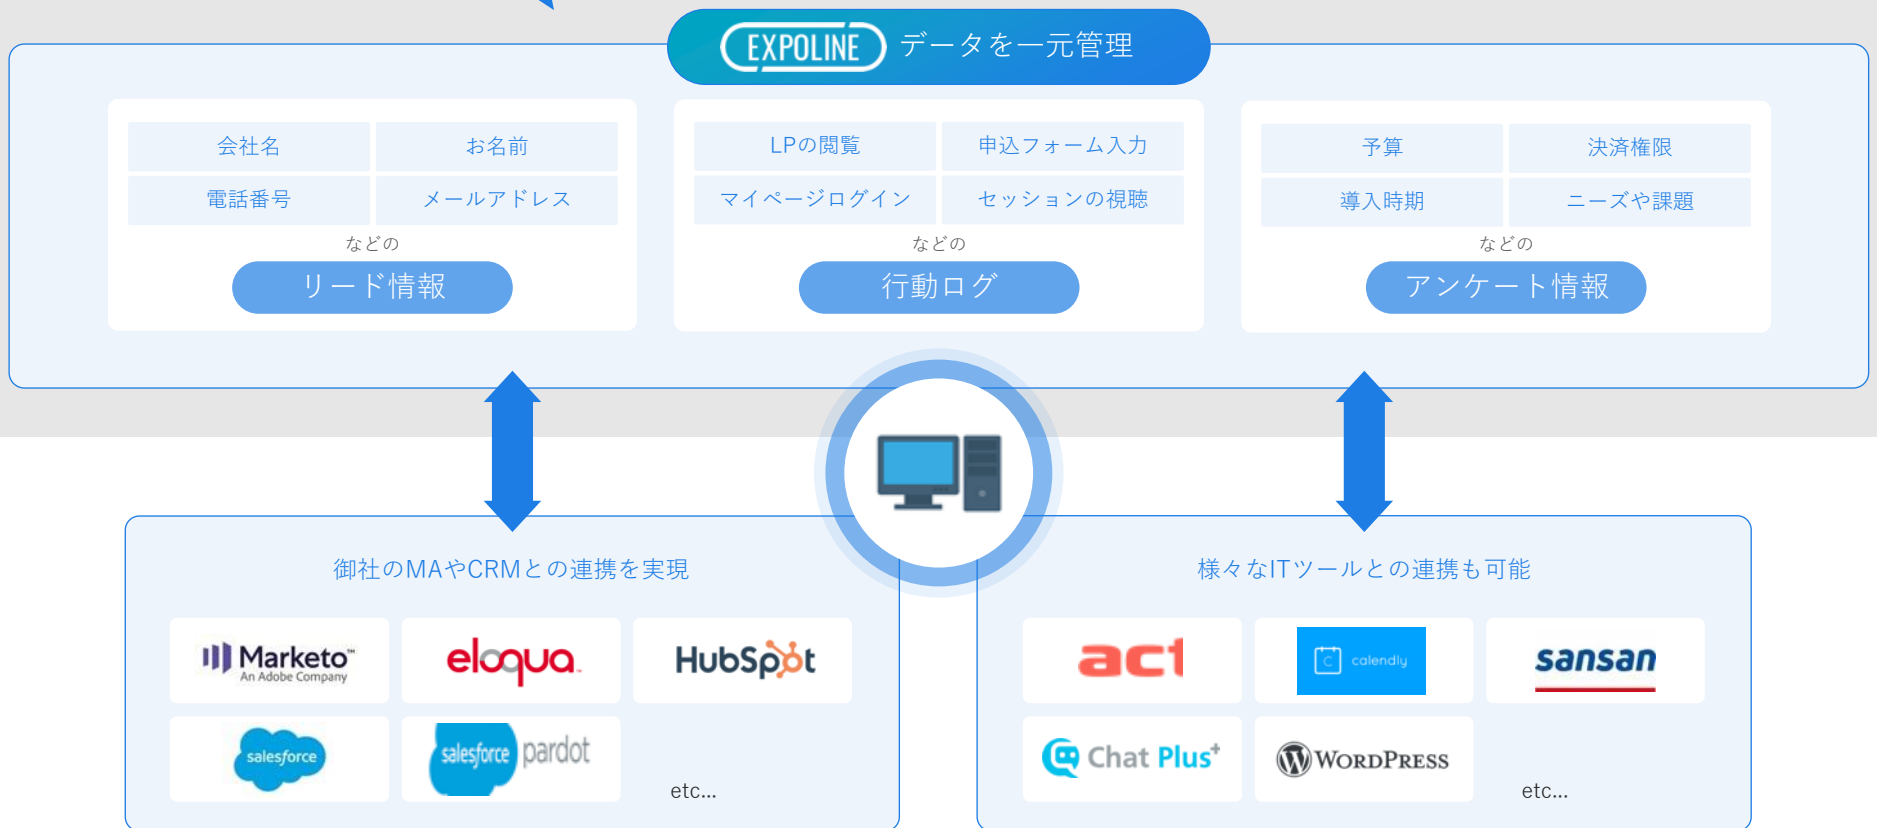 EXPOLINE データを一元管理
会社名 お名前
電話番号 メールアドレス
などの
リード情報
LPの閲覧 申込フォーム入力
マイページログイン セッションの視聴
などの
行動ログ
予算 決済権限
導入時期 ニーズや課題
などの
アンケート情報
御社のMAやCRMとの連携を実現
Marketo™
An Adobe Company
eloqua™
HubSpot
salesforce
salesforce pardot
etc...
様々なITツールとの連携も可能
act
C calendly
sansan
Chat Plus+
W WORDPRESS
etc...